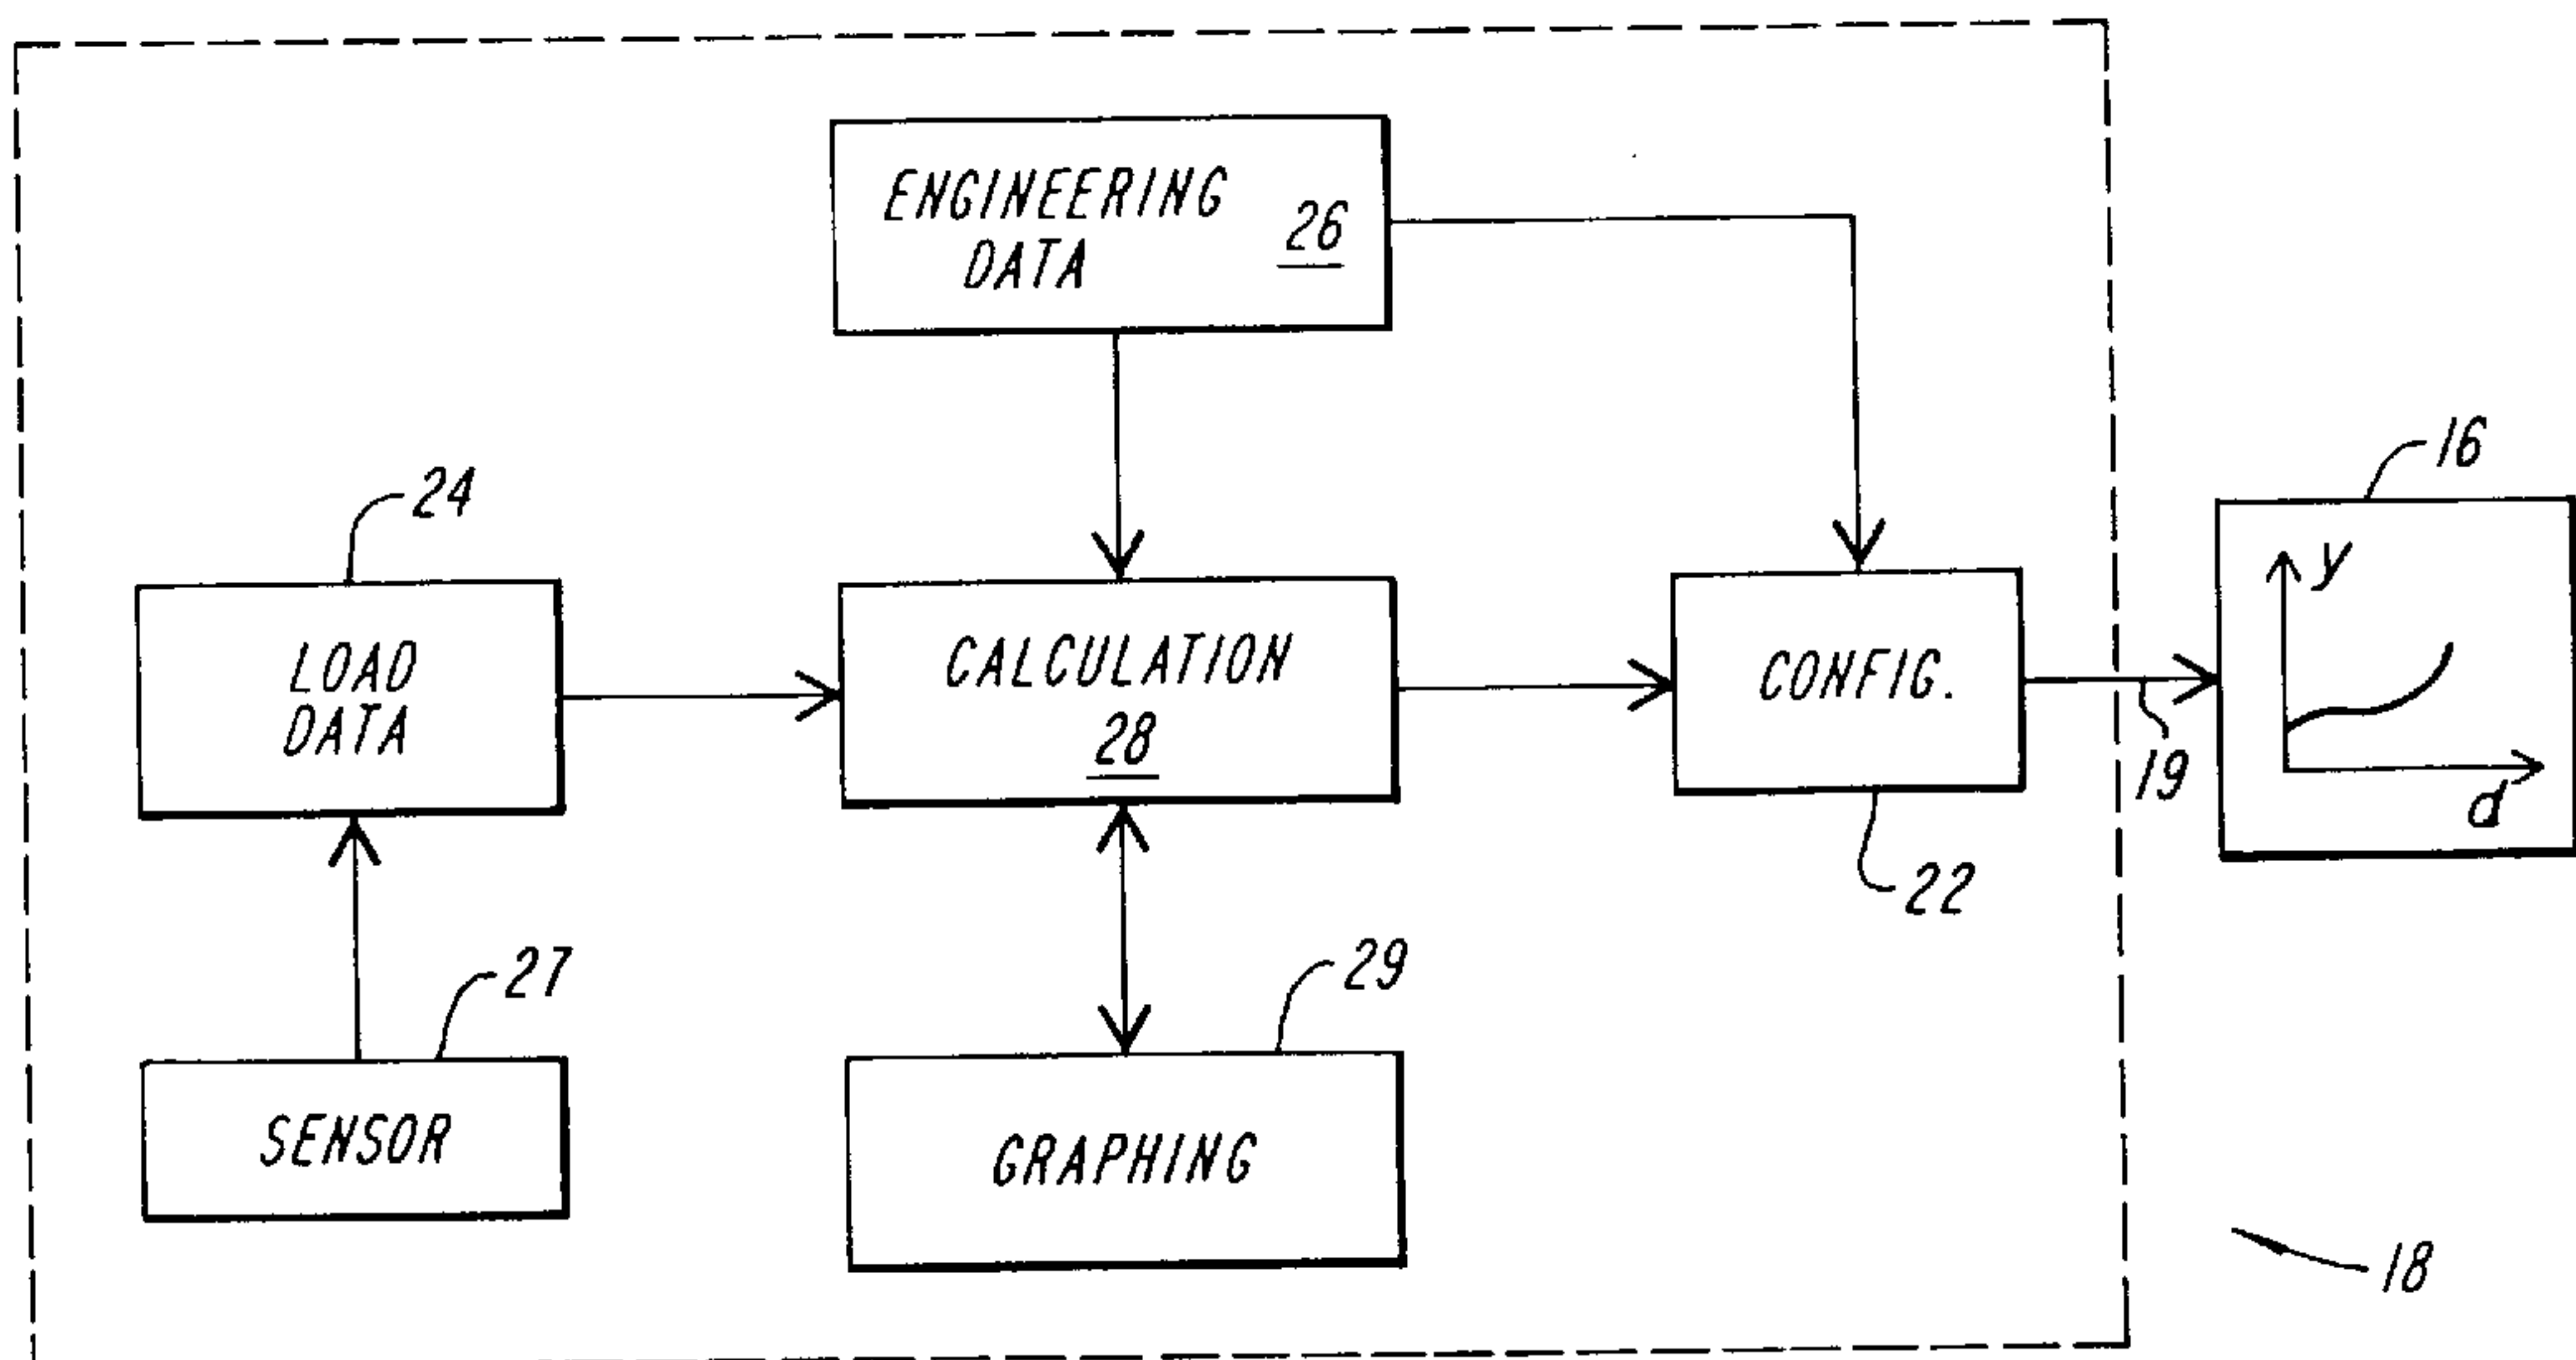 ENGINEERING
DATA
26
16
24
y
LOAD
DATA
CALCULATION
28
CONFIG.
19
d
22
27
29
SENSOR
GRAPHING
18